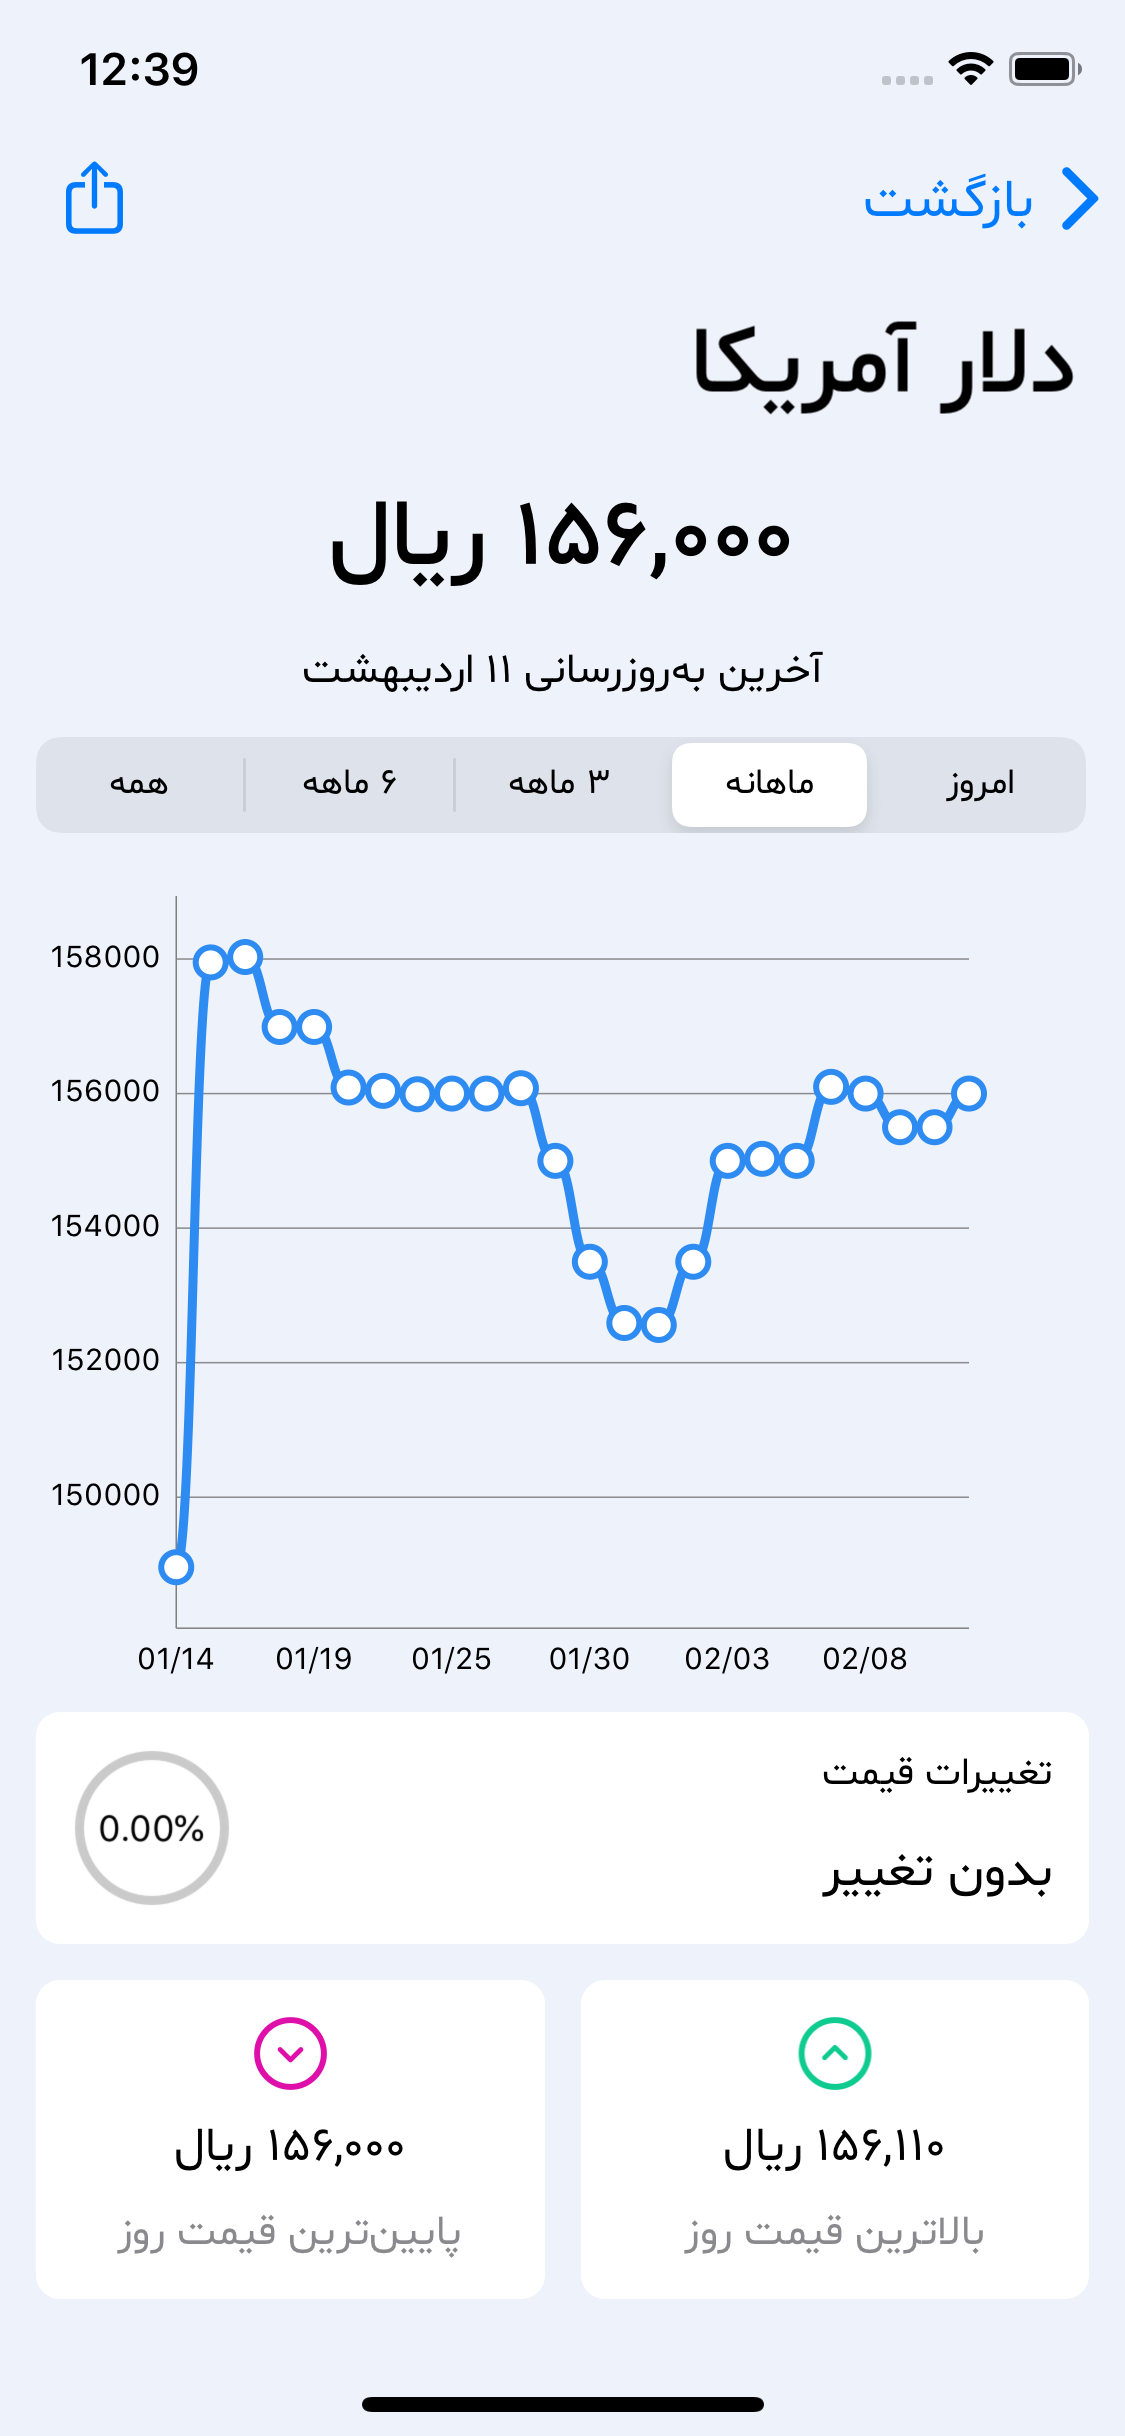 12:39
بازگشت
دلار آمریکا
۱۵۶,۰۰۰ ریال
آخرین به‌روزرسانی ۱۱ اردیبهشت
امروز
ماهانه
۳ ماهه
۶ ماهه
همه
158000
156000
154000
152000
150000
01/14 01/19 01/25 01/30 02/03 02/08
تغییرات قیمت
بدون تغییر
0.00%
۱۵۶,۱۱۰ ریال
بالاترین قیمت روز
۱۵۶,۰۰۰ ریال
پایین‌ترین قیمت روز